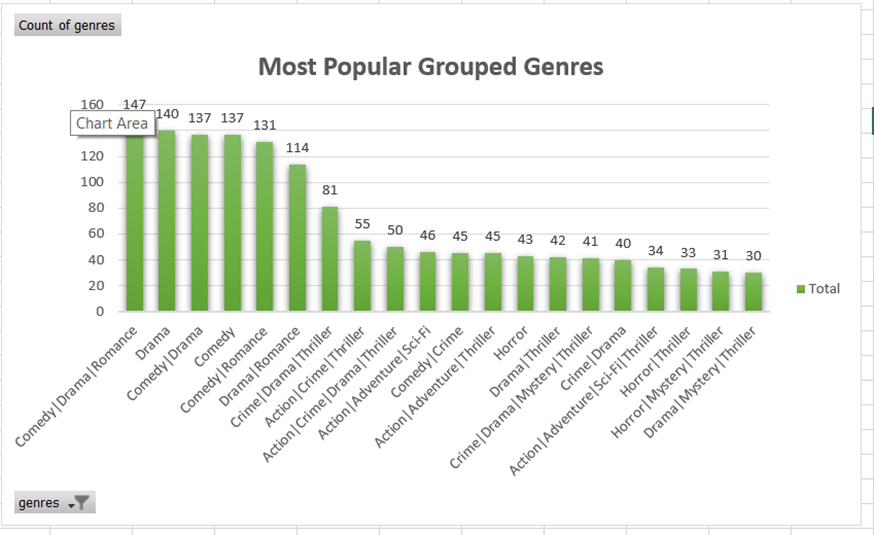 Count of genres
Most Popular Grouped Genres
160
Chart Area
120
100
80
60
40
20
0
147
140
137
137
131
114
81
55
50
46
45
45
43
42
41
40
34
33
31
30
Total
Comedy|Drama|Romance
Drama
Comedy|Drama
Comedy
Comedy|Romance
Drama|Romance
Crime|Drama|Thriller
Action|Crime|Thriller
Action|Crime|Drama|Thriller
Action|Adventure|Sci-Fi
Comedy|Crime
Action|Adventure|Thriller
Horror
Drama|Thriller
Crime|Drama|Mystery|Thriller
Crime|Drama
Action|Adventure|Sci-Fi|Thriller
Horror|Thriller
Horror|Mystery|Thriller
Drama|Mystery|Thriller
genres